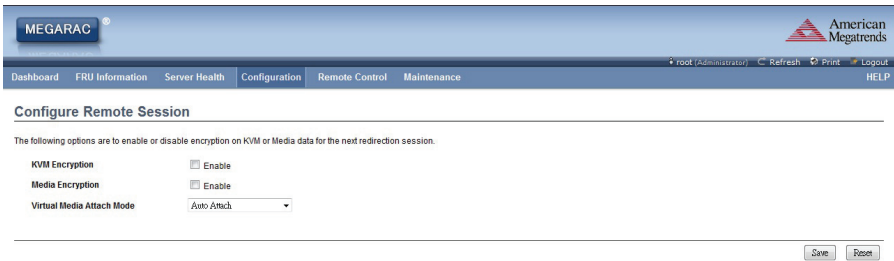 MEGARAC ®
American
Megatrends
root (Administrator) Refresh Print Logout
Dashboard FRU Information Server Health Configuration Remote Control Maintenance HELP
Configure Remote Session
The following options are to enable or disable encryption on KVM or Media data for the next redirection session.
KVM Encryption Enable
Media Encryption Enable
Virtual Media Attach Mode Auto Attach
Save Reset